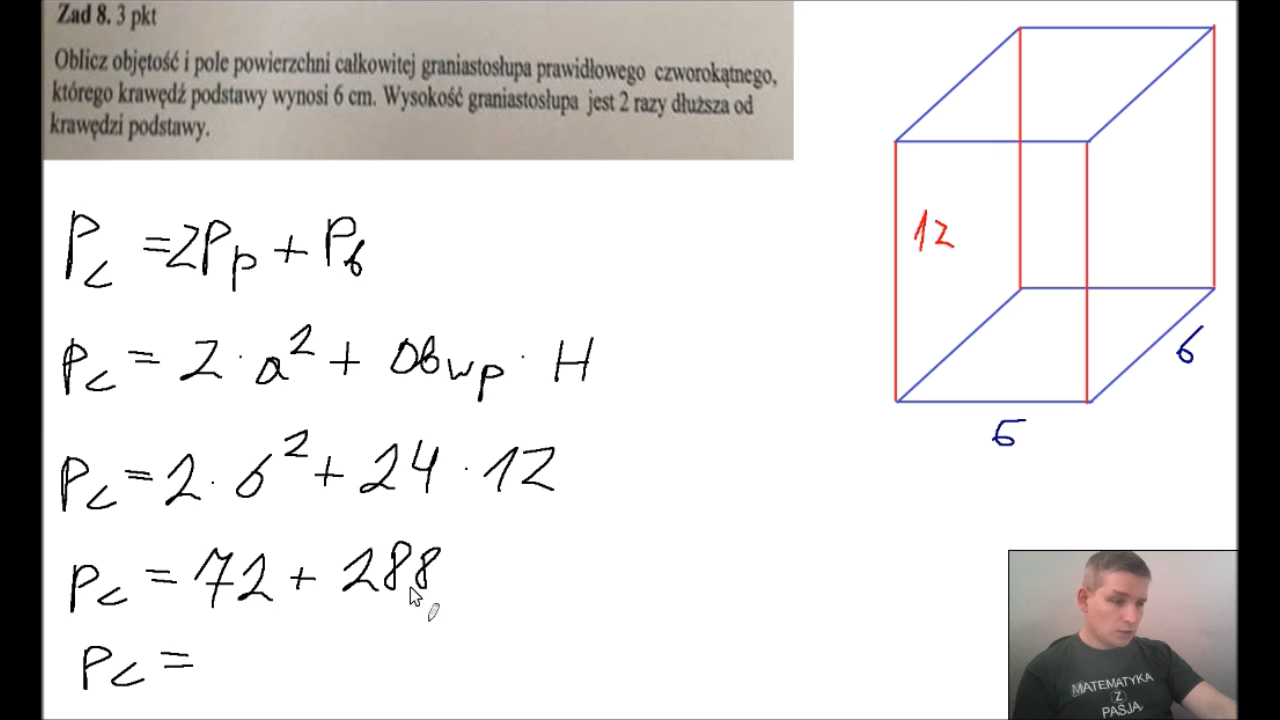 Zad 8. 3 pkt
Oblicz objętość i pole powierzchni całkowitej graniastosłupa prawidłowego czworokątnego,
którego krawędź podstawy wynosi 6 cm. Wysokość graniastosłupa jest 2 razy dłuższa od
krawędzi podstawy.
Pc = 2Pp + Pb
Pc = 2 · a² + Obwp · H
Pc = 2 · 6² + 24 · 12
Pc = 72 + 288
Pc =
12
6
6
MATEMATYKA
Z
PASJĄ